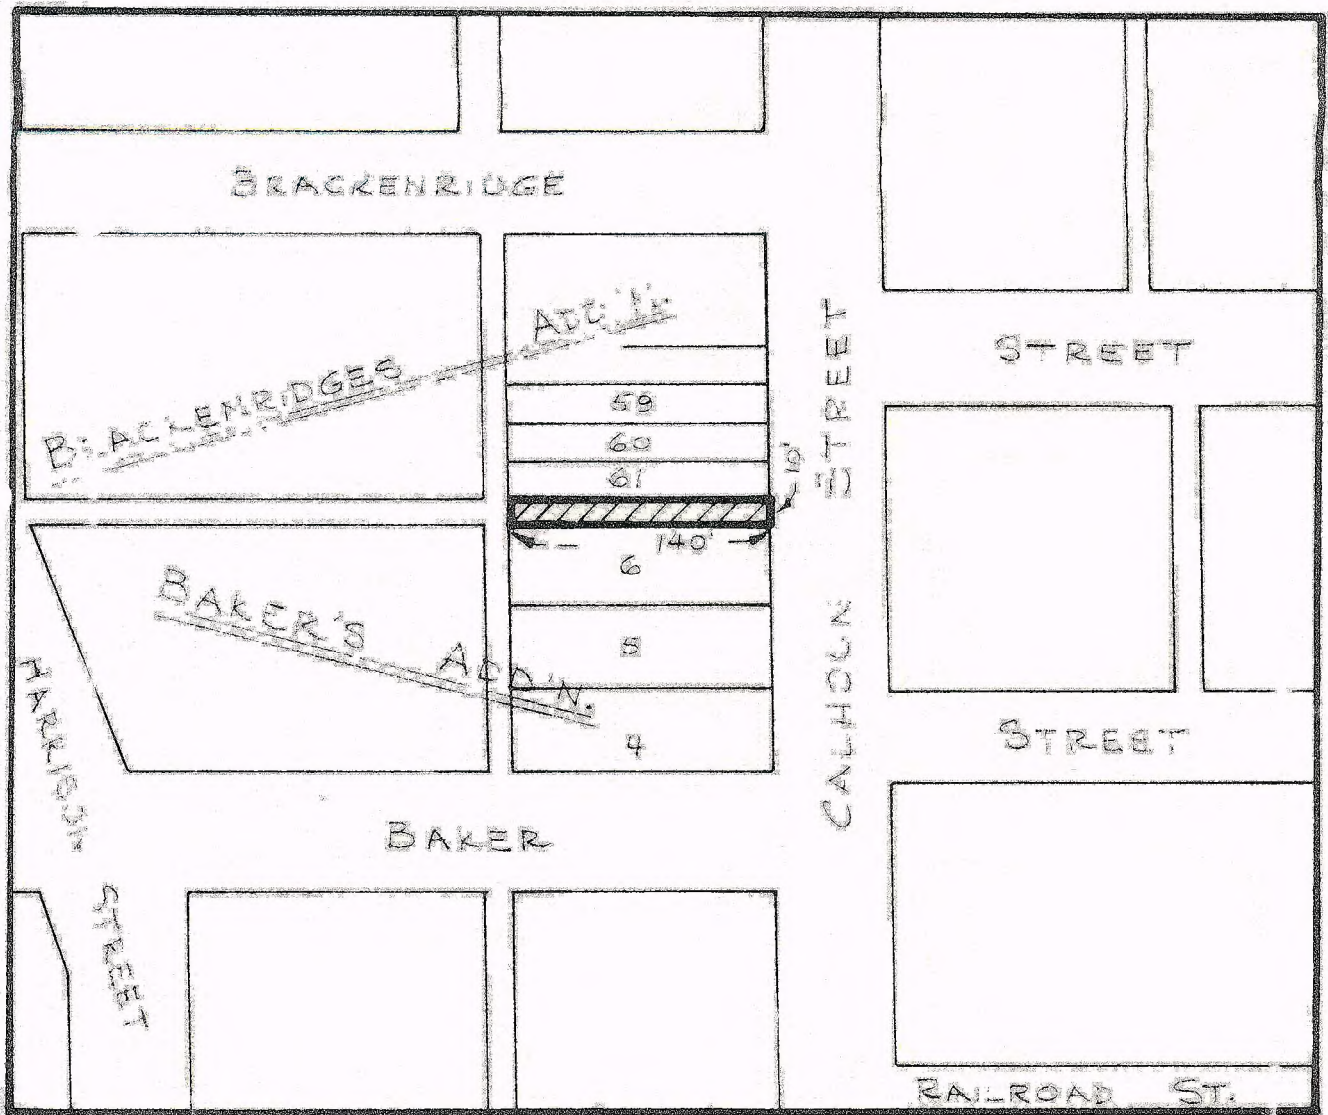 BRACKENRIDGE STREET
BRACKENRIDGES ADD'N.
59
60
61
10'
140'
6
5
4
BAKER'S ADD'N.
CALHOUN STREET
HARRISON STREET
BAKER STREET
RAILROAD ST.